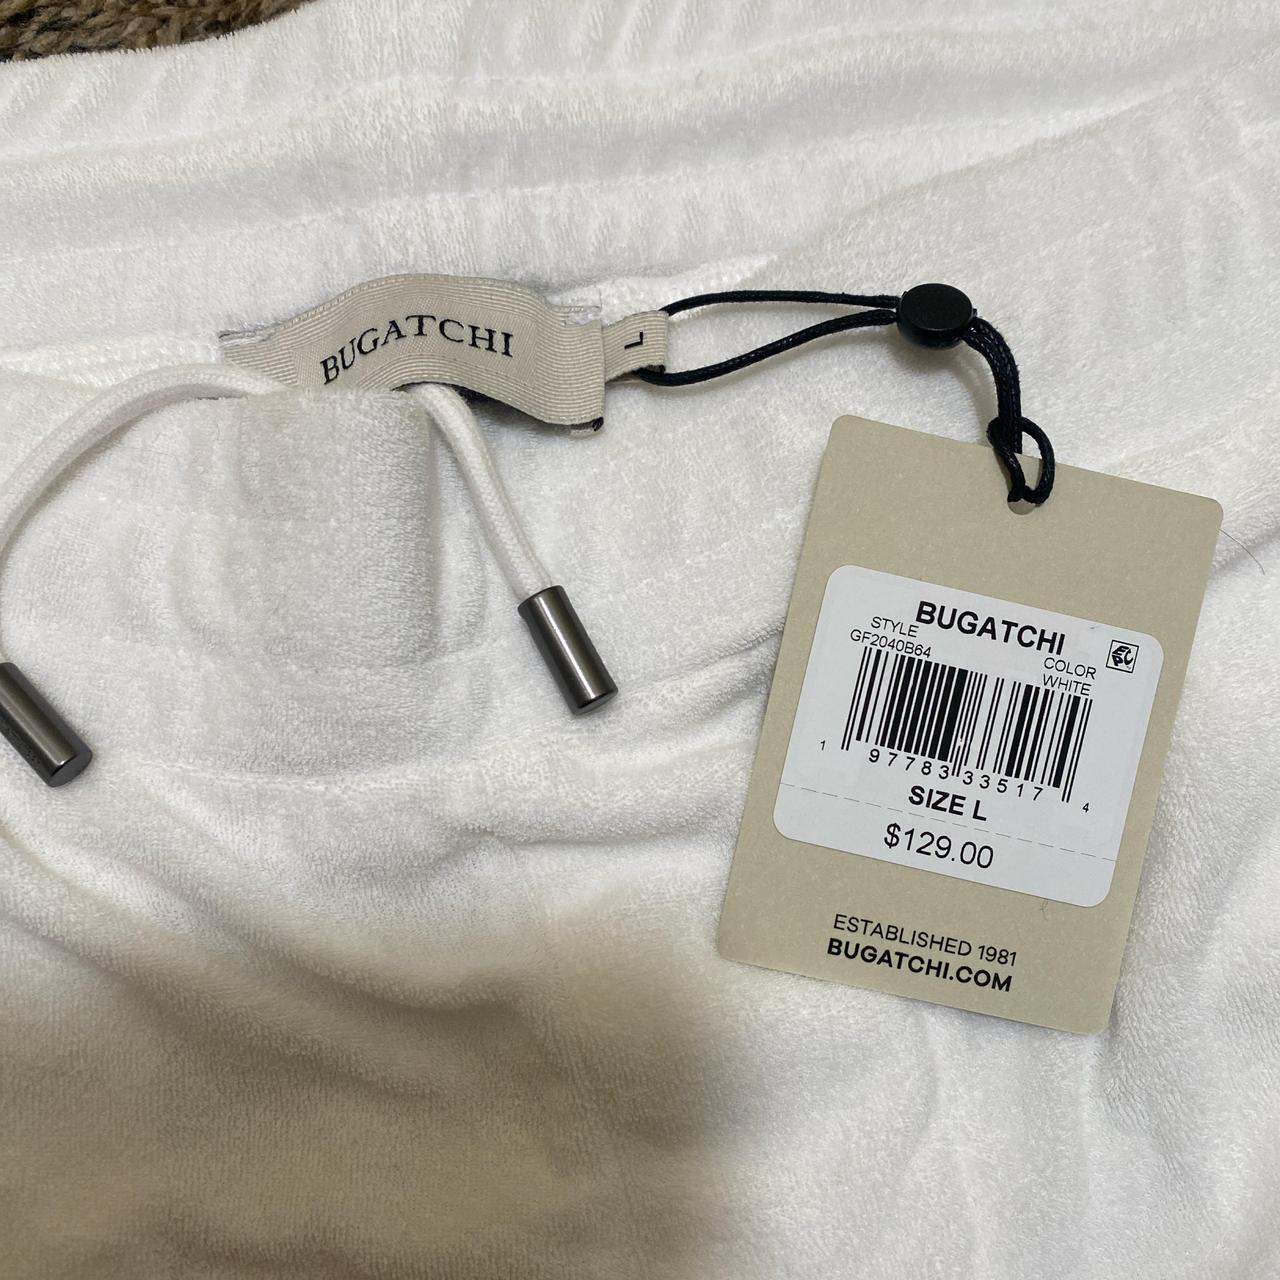 BUGATCHI
L
BUGATCHI
STYLE
GF2040B64
COLOR
WHITE
1 97783 33517 4
SIZE L
$129.00
ESTABLISHED 1981
BUGATCHI.COM